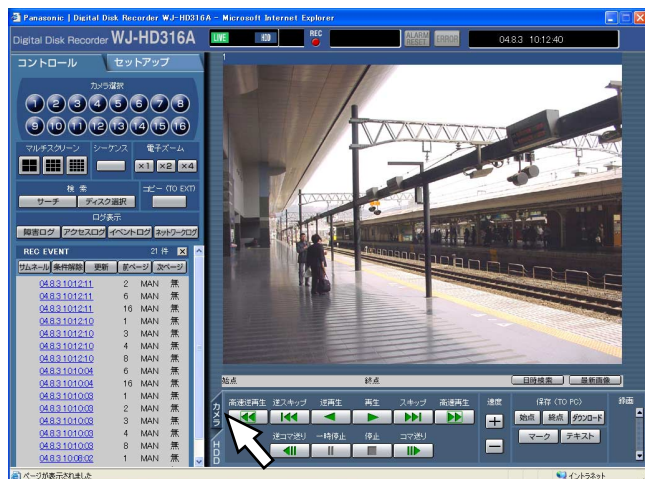 Panasonic | Digital Disk Recorder WJ-HD316A - Microsoft Internet Explorer
Digital Disk Recorder WJ-HD316A
LIVE HDD REC ALARM RESET ERROR 04.8.3 10:12:40
コントロール セットアップ
1
カメラ選択
1 2 3 4 5 6 7 8
9 10 11 12 13 14 15 16
マルチスクリーン シーケンス 電子ズーム
×1 ×2 ×4
検 索 コピー (TO EXT)
サーチ ディスク選択
ログ表示
障害ログ アクセスログ イベントログ ネットワークログ
REC EVENT 21 件 X
サムネール 条件解除 更新 前ページ 次ページ
04.8.3 10:12:11 2 MAN 無
04.8.3 10:12:11 6 MAN 無
04.8.3 10:12:11 16 MAN 無
04.8.3 10:12:10 1 MAN 無
04.8.3 10:12:10 3 MAN 無
04.8.3 10:12:10 4 MAN 無
04.8.3 10:12:10 8 MAN 無
04.8.3 10:10:04 6 MAN 無
04.8.3 10:10:04 16 MAN 無
04.8.3 10:10:03 1 MAN 無
04.8.3 10:10:03 2 MAN 無
04.8.3 10:10:03 3 MAN 無
04.8.3 10:10:03 4 MAN 無
04.8.3 10:10:03 8 MAN 無
04.8.3 10:08:02 1 MAN 無
始点 終点 日時検索 最新画像
カメラ
HDD
高速逆再生 逆スキップ 逆再生 再生 スキップ 高速再生 速度 保存 (TO PC) 録画
始点 終点 ダウンロード
逆コマ送り 一時停止 停止 コマ送り
マーク テキスト
ページが表示されました イントラネット